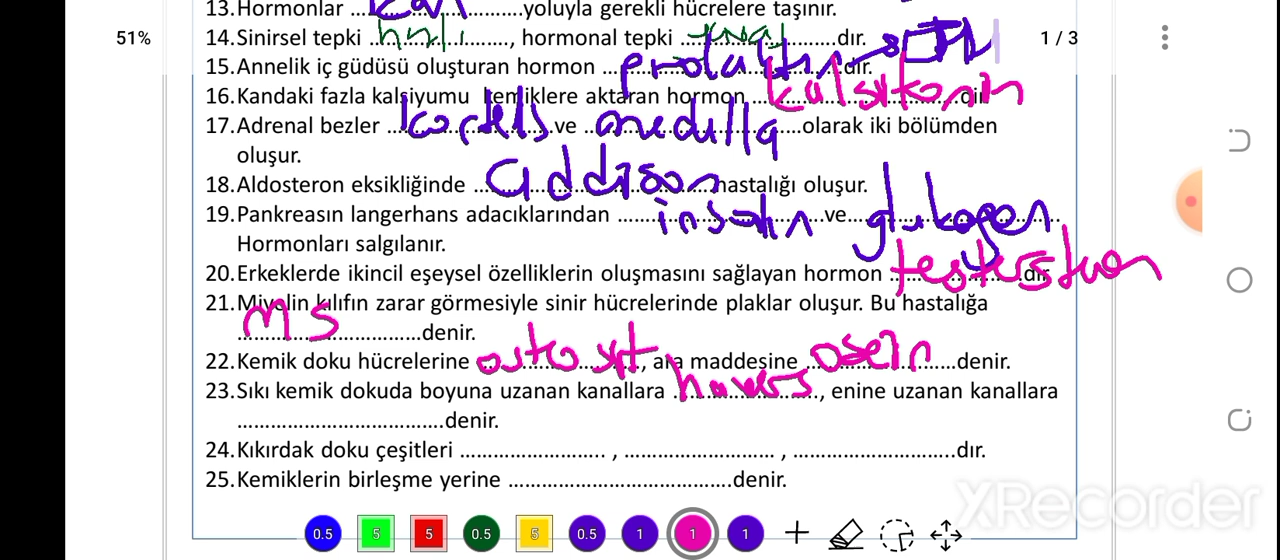 13.Hormonlar ...kan...yoluyla gerekli hücrelere taşınır.
51%
14.Sinirsel tepki ...hızlı..., hormonal tepki ...dır.
1 / 3
15.Annelik iç güdüsü oluşturan hormon ...prolaktin...dır.
16.Kandaki fazla kalsiyumu kemiklere aktaran hormon ...kalsitonin...dir.
17.Adrenal bezler ...korteks...ve ...medulla...olarak iki bölümden
oluşur.
18.Aldosteron eksikliğinde ...addison...hastalığı oluşur.
19.Pankreasın langerhans adacıklarından ...insulin...ve...glukagon...
Hormonları salgılanır.
20.Erkeklerde ikincil eşeysel özelliklerin oluşmasını sağlayan hormon ...dır.
21.Miyelin kılıfın zarar görmesiyle sinir hücrelerinde plaklar oluşur. Bu hastalığa
MS...denir.
22.Kemik doku hücrelerine osteosit..., ara maddesine ...osein...denir.
23.Sıkı kemik dokuda boyuna uzanan kanallara ...havers..., enine uzanan kanallara
.......................................denir.
24.Kıkırdak doku çeşitleri .......................... , ........................... , .............................dır.
25.Kemiklerin birleşme yerine ........................................denir.
XRecorder
0.5 5 5 0.5 5 0.5 1 1 1